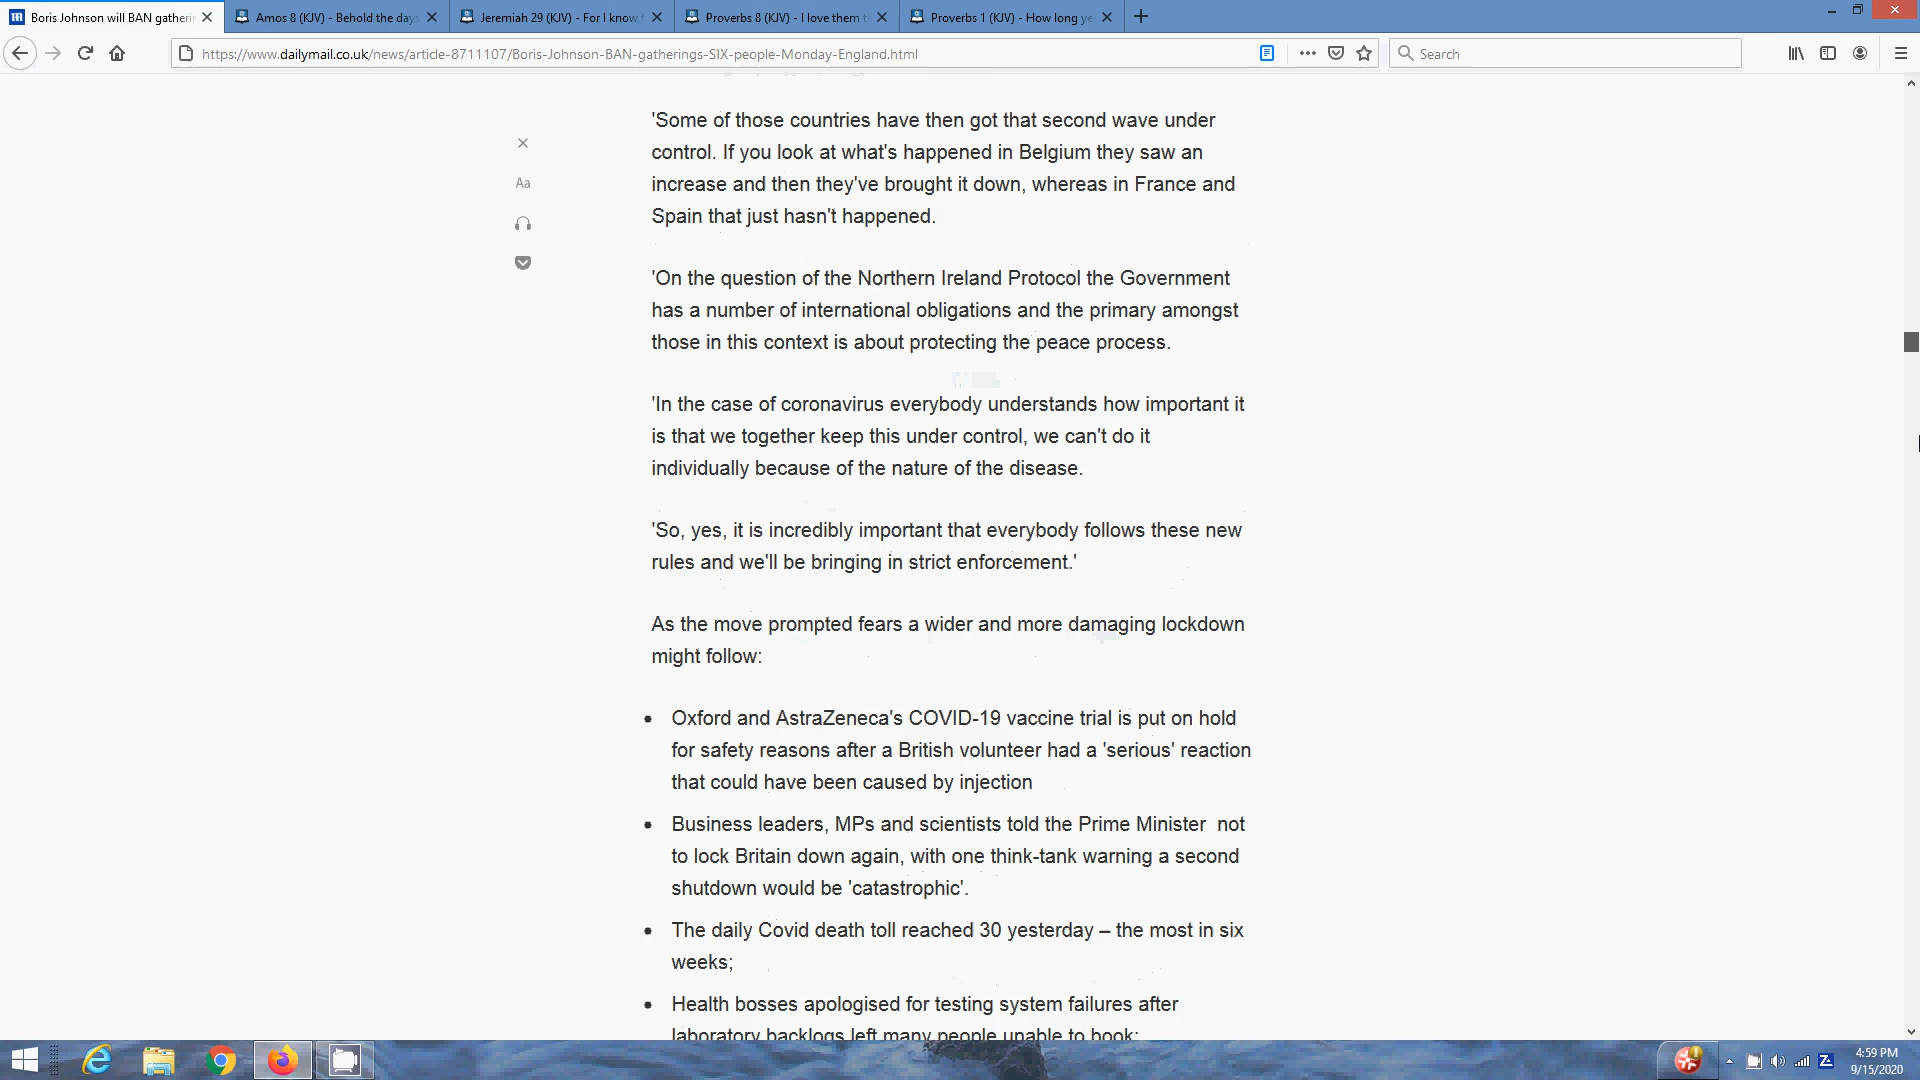 Boris Johnson will BAN gatherin
Amos 8 (KJV) - Behold the days
Jeremiah 29 (KJV) - For I know t
Proverbs 8 (KJV) - I love them t
Proverbs 1 (KJV) - How long ye
https://www.dailymail.co.uk/news/article-8711107/Boris-Johnson-BAN-gatherings-SIX-people-Monday-England.html
Search
Aa
'Some of those countries have then got that second wave under
control. If you look at what's happened in Belgium they saw an
increase and then they've brought it down, whereas in France and
Spain that just hasn't happened.
'On the question of the Northern Ireland Protocol the Government
has a number of international obligations and the primary amongst
those in this context is about protecting the peace process.
'In the case of coronavirus everybody understands how important it
is that we together keep this under control, we can't do it
individually because of the nature of the disease.
'So, yes, it is incredibly important that everybody follows these new
rules and we'll be bringing in strict enforcement.'
As the move prompted fears a wider and more damaging lockdown
might follow:
Oxford and AstraZeneca's COVID-19 vaccine trial is put on hold
for safety reasons after a British volunteer had a 'serious' reaction
that could have been caused by injection
Business leaders, MPs and scientists told the Prime Minister  not
to lock Britain down again, with one think-tank warning a second
shutdown would be 'catastrophic'.
The daily Covid death toll reached 30 yesterday – the most in six
weeks;
Health bosses apologised for testing system failures after
laboratory backlogs left many people unable to book;
4:59 PM
9/15/2020